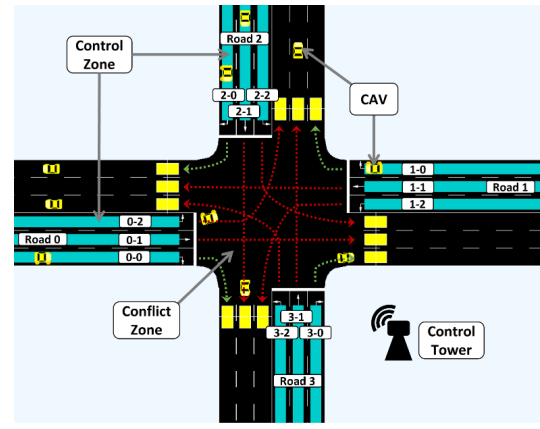 Control
Zone
Road 2
2-0
2-2
2-1
CAV
1-0
1-1
Road 1
1-2
0-2
Road 0
0-1
0-0
Conflict
Zone
3-1
3-2
3-0
Road 3
Control
Tower